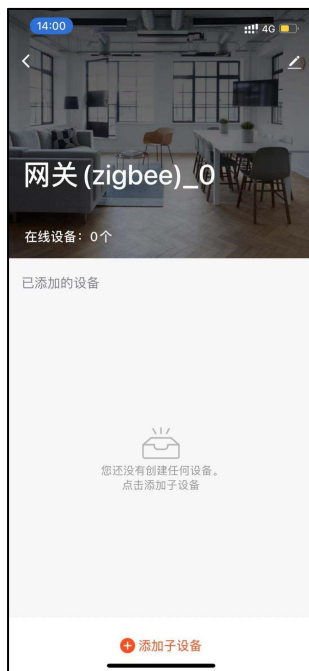 14:00
4G
网关(zigbee)_0
在线设备：0个
已添加的设备
您还没有创建任何设备。
点击添加子设备
添加子设备